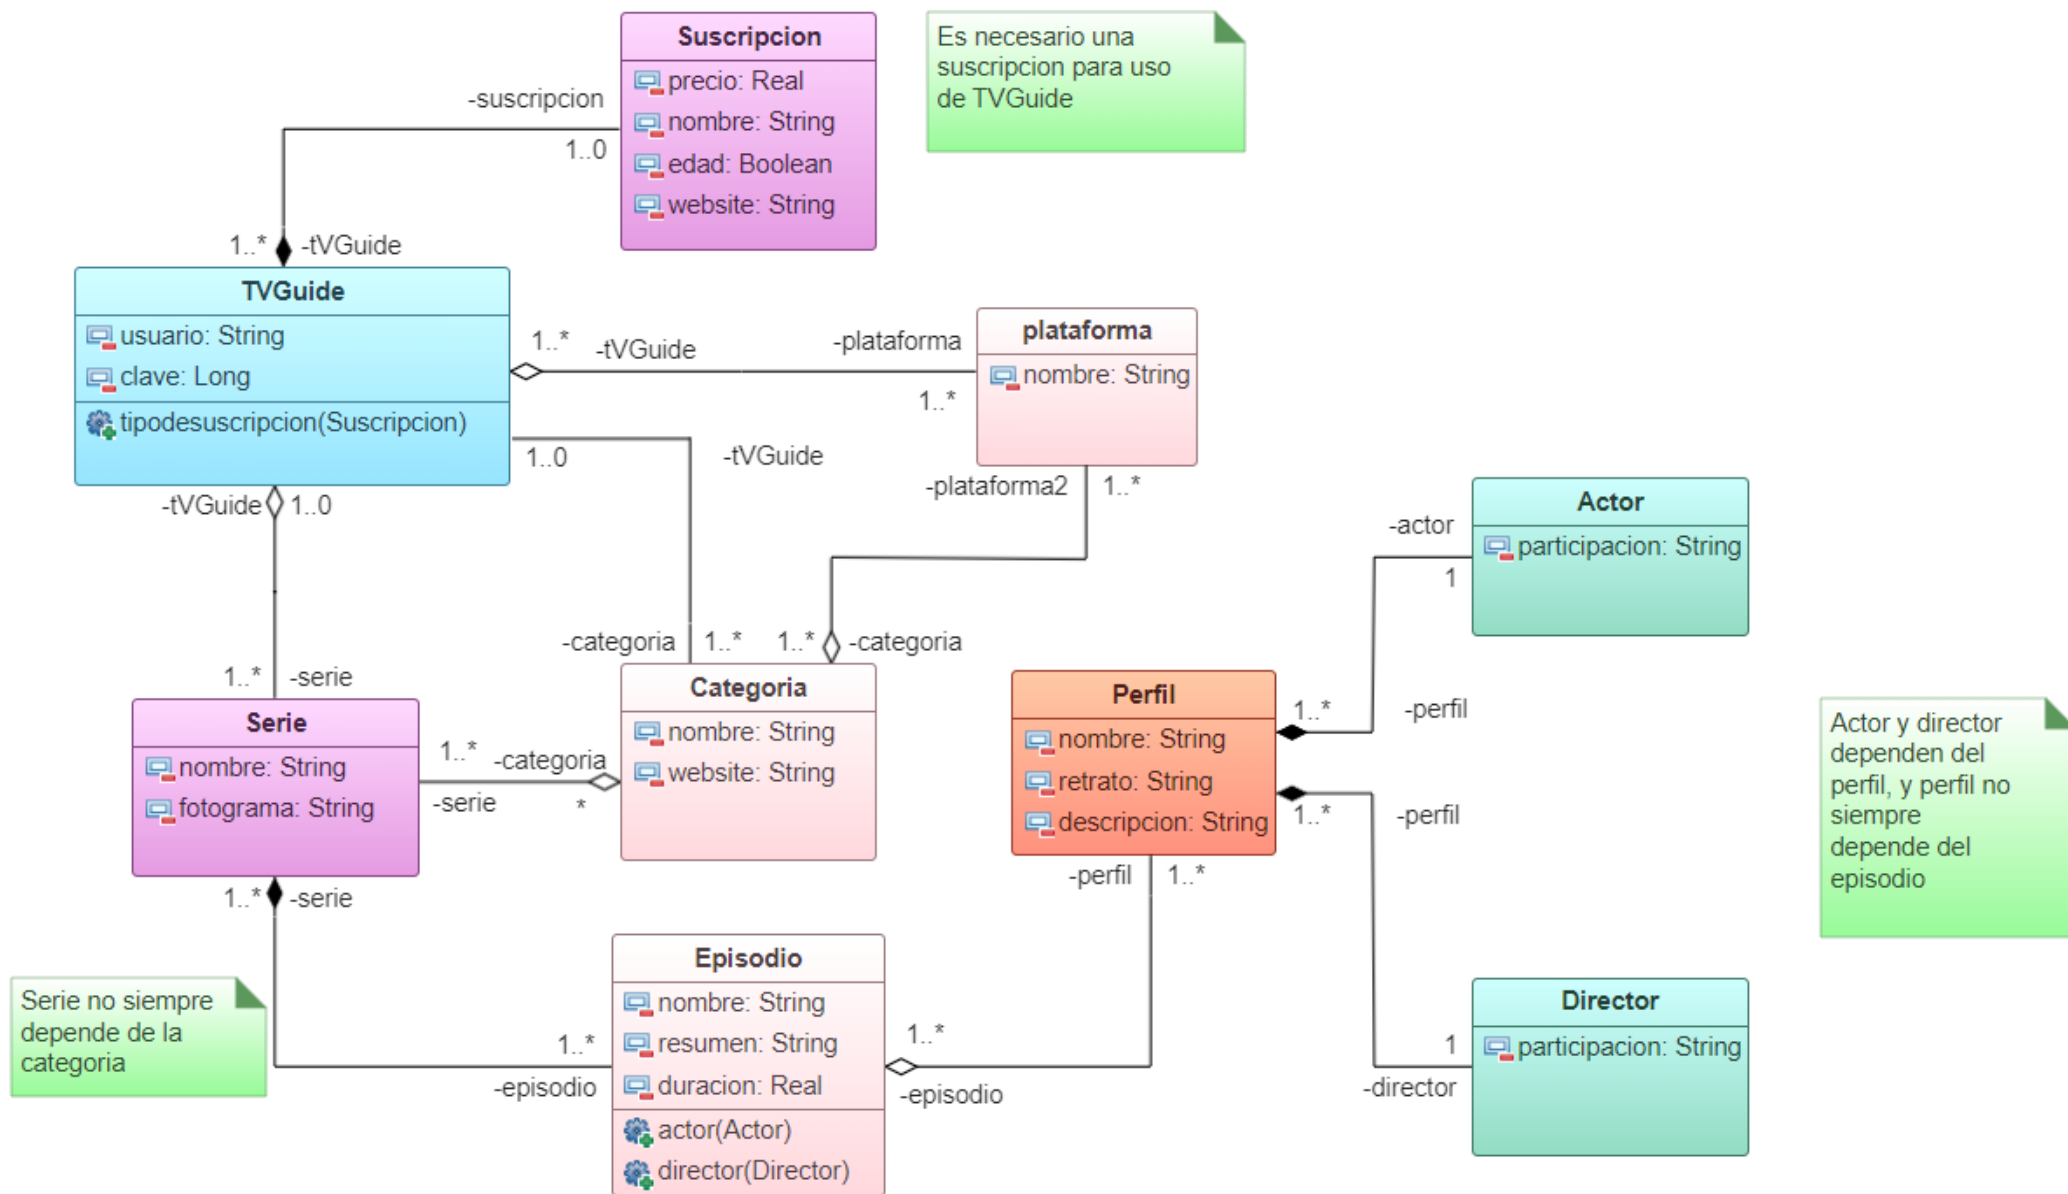 Suscripcion
precio: Real
nombre: String
edad: Boolean
website: String
Es necesario una
suscripcion para uso
de TVGuide
-suscripcion
1..0
1..*
-tVGuide
TVGuide
usuario: String
clave: Long
tipodesuscripcion(Suscripcion)
1..*
-tVGuide
-plataforma
1..*
plataforma
nombre: String
1..0
-tVGuide
-plataforma2
1..*
-tVGuide
1..0
Actor
participacion: String
-actor
1
-categoria
1..*
1..*
-categoria
1..*
-serie
Categoria
nombre: String
website: String
Serie
nombre: String
fotograma: String
1..*
-categoria
-serie
*
Perfil
nombre: String
retrato: String
descripcion: String
1..*
-perfil
1..*
-perfil
Actor y director
dependen del
perfil, y perfil no
siempre
depende del
episodio
-perfil
1..*
1..*
-serie
Episodio
nombre: String
resumen: String
duracion: Real
actor(Actor)
director(Director)
Serie no siempre
depende de la
categoria
1..*
-episodio
1..*
-episodio
Director
participacion: String
1
-director